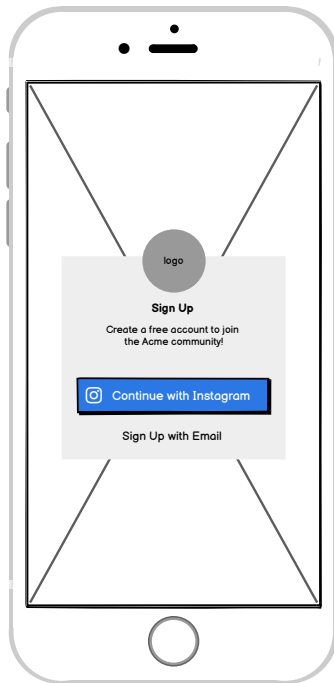 logo
Sign Up
Create a free account to join
the Acme community!
Continue with Instagram
Sign Up with Email